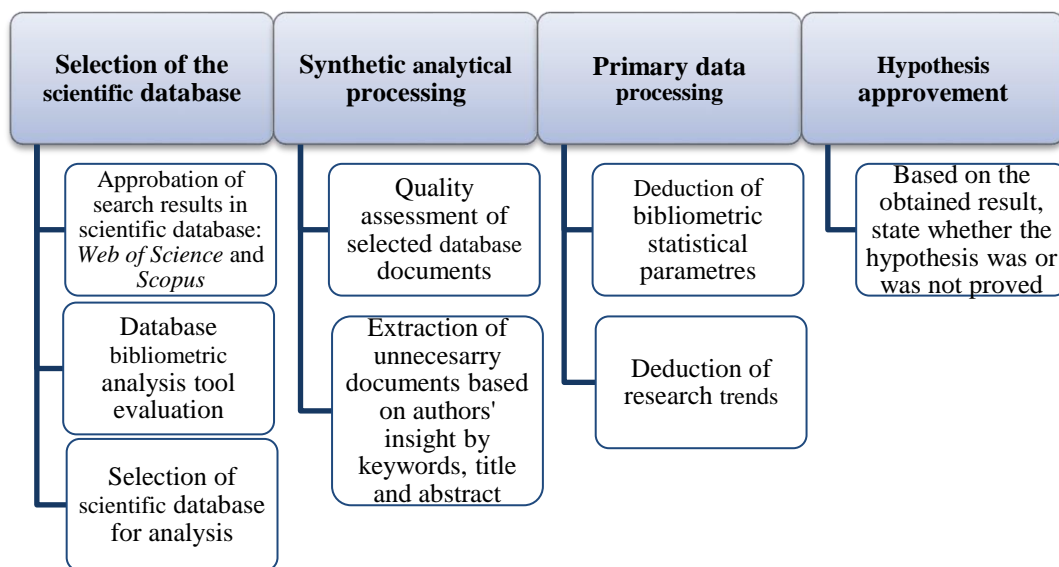 Selection of the
scientific database
Approbation of
search results in
scientific database:
Web of Science and
Scopus
Database
bibliometric
analysis tool
evaluation
Selection of
scientific database
for analysis
Synthetic analytical
processing
Quality
assessment of
selected database
documents
Extraction of
unnecesarry
documents based
on authors'
insight by
keywords, title
and abstract
Primary data
processing
Deduction of
bibliometric
statistical
parametres
Deduction of
research trends
Hypothesis
approvement
Based on the
obtained result,
state whether the
hypothesis was or
was not proved